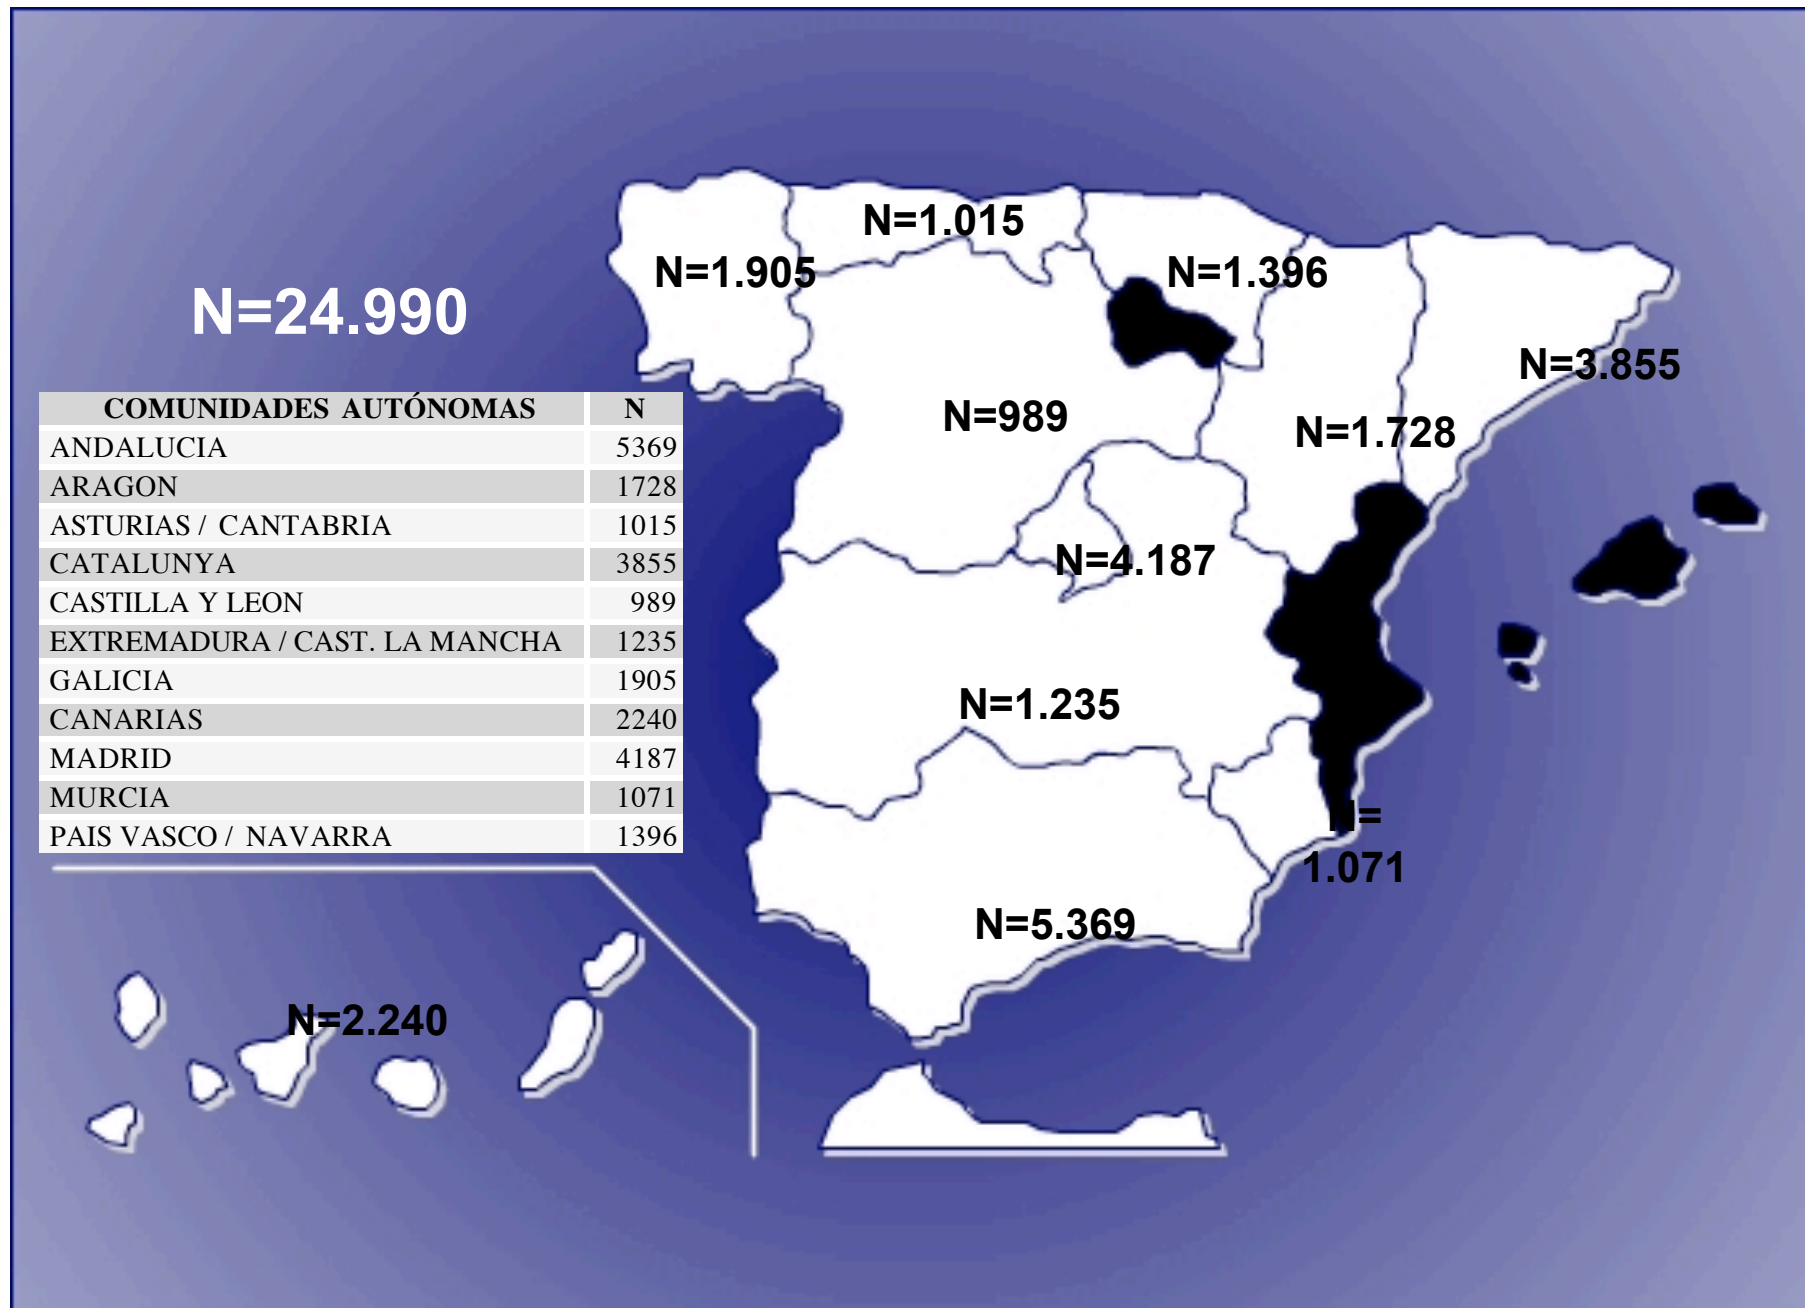 N=1.015
N=1.905
N=1.396
N=24.990
N=3.855
N=989
N=1.728
COMUNIDADES AUTÓNOMAS N
ANDALUCIA 5369
ARAGON 1728
ASTURIAS / CANTABRIA 1015
CATALUNYA 3855
CASTILLA Y LEON 989
EXTREMADURA / CAST. LA MANCHA 1235
GALICIA 1905
CANARIAS 2240
MADRID 4187
MURCIA 1071
PAIS VASCO / NAVARRA 1396
N=4.187
N=1.235
N=
1.071
N=5.369
N=2.240